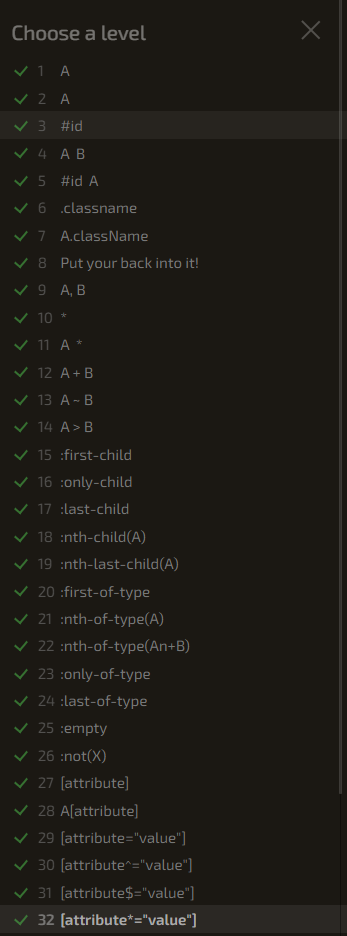 Choose a level
1 A
2 A
3 #id
4 A B
5 #id A
6 .classname
7 A.className
8 Put your back into it!
9 A, B
10 *
11 A *
12 A + B
13 A ~ B
14 A > B
15 :first-child
16 :only-child
17 :last-child
18 :nth-child(A)
19 :nth-last-child(A)
20 :first-of-type
21 :nth-of-type(A)
22 :nth-of-type(An+B)
23 :only-of-type
24 :last-of-type
25 :empty
26 :not(X)
27 [attribute]
28 A[attribute]
29 [attribute="value"]
30 [attribute^="value"]
31 [attribute$="value"]
32 [attribute*="value"]